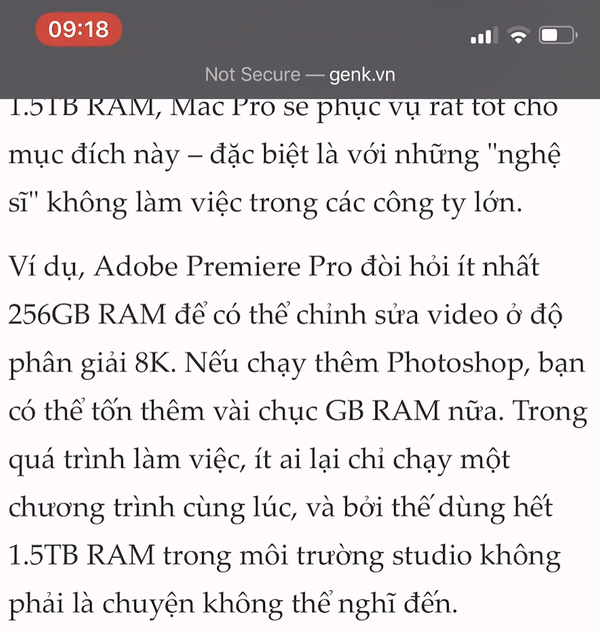 09:18
Not Secure — genk.vn
1.5TB RAM, Mac Pro sẽ phục vụ rất tốt cho
mục đích này – đặc biệt là với những "nghệ
sĩ" không làm việc trong các công ty lớn.
Ví dụ, Adobe Premiere Pro đòi hỏi ít nhất
256GB RAM để có thể chỉnh sửa video ở độ
phân giải 8K. Nếu chạy thêm Photoshop, bạn
có thể tốn thêm vài chục GB RAM nữa. Trong
quá trình làm việc, ít ai lại chỉ chạy một
chương trình cùng lúc, và bởi thế dùng hết
1.5TB RAM trong môi trường studio không
phải là chuyện không thể nghĩ đến.